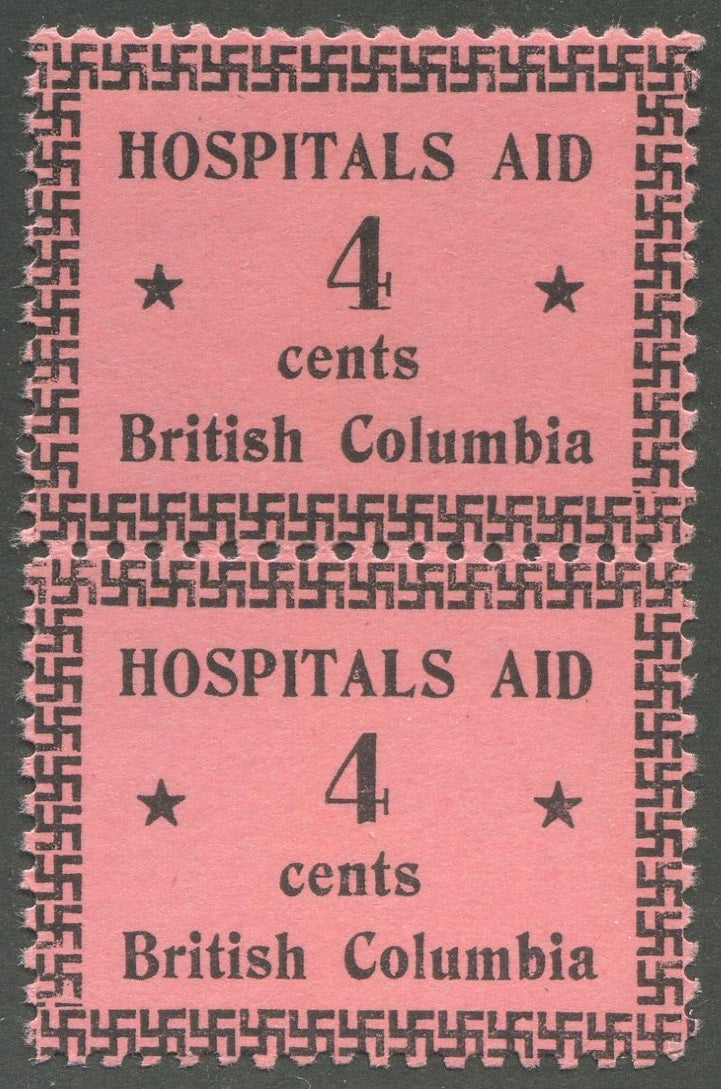 HOSPITALS AID
4
cents
British Columbia
HOSPITALS AID
4
cents
British Columbia